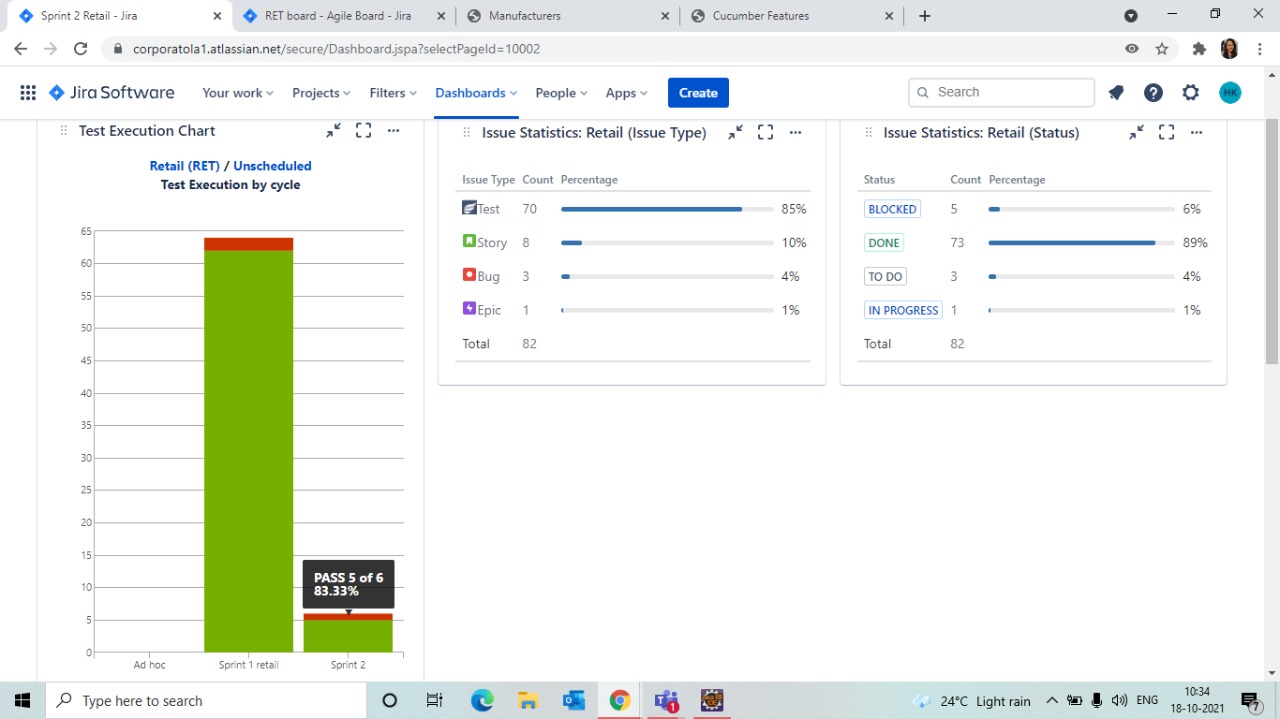 Sprint 2 Retail - Jira
RET board - Agile Board - Jira
Manufacturers
Cucumber Features
corporatola1.atlassian.net/secure/Dashboard.jspa?selectPageId=10002
Jira Software
Your work
Projects
Filters
Dashboards
People
Apps
Create
Search
HK
Test Execution Chart
Retail (RET) / Unscheduled
Test Execution by cycle
65
60
55
50
45
40
35
30
25
20
15
10
5
0
PASS 5 of 6
83.33%
Ad hoc
Sprint 1 retail
Sprint 2
Issue Statistics: Retail (Issue Type)
Issue Type Count Percentage
Test 70 85%
Story 8 10%
Bug 3 4%
Epic 1 1%
Total 82
Issue Statistics: Retail (Status)
Status Count Percentage
BLOCKED 5 6%
DONE 73 89%
TO DO 3 4%
IN PROGRESS 1 1%
Total 82
Type here to search
1
24°C Light rain
ENG
10:34
18-10-2021
7